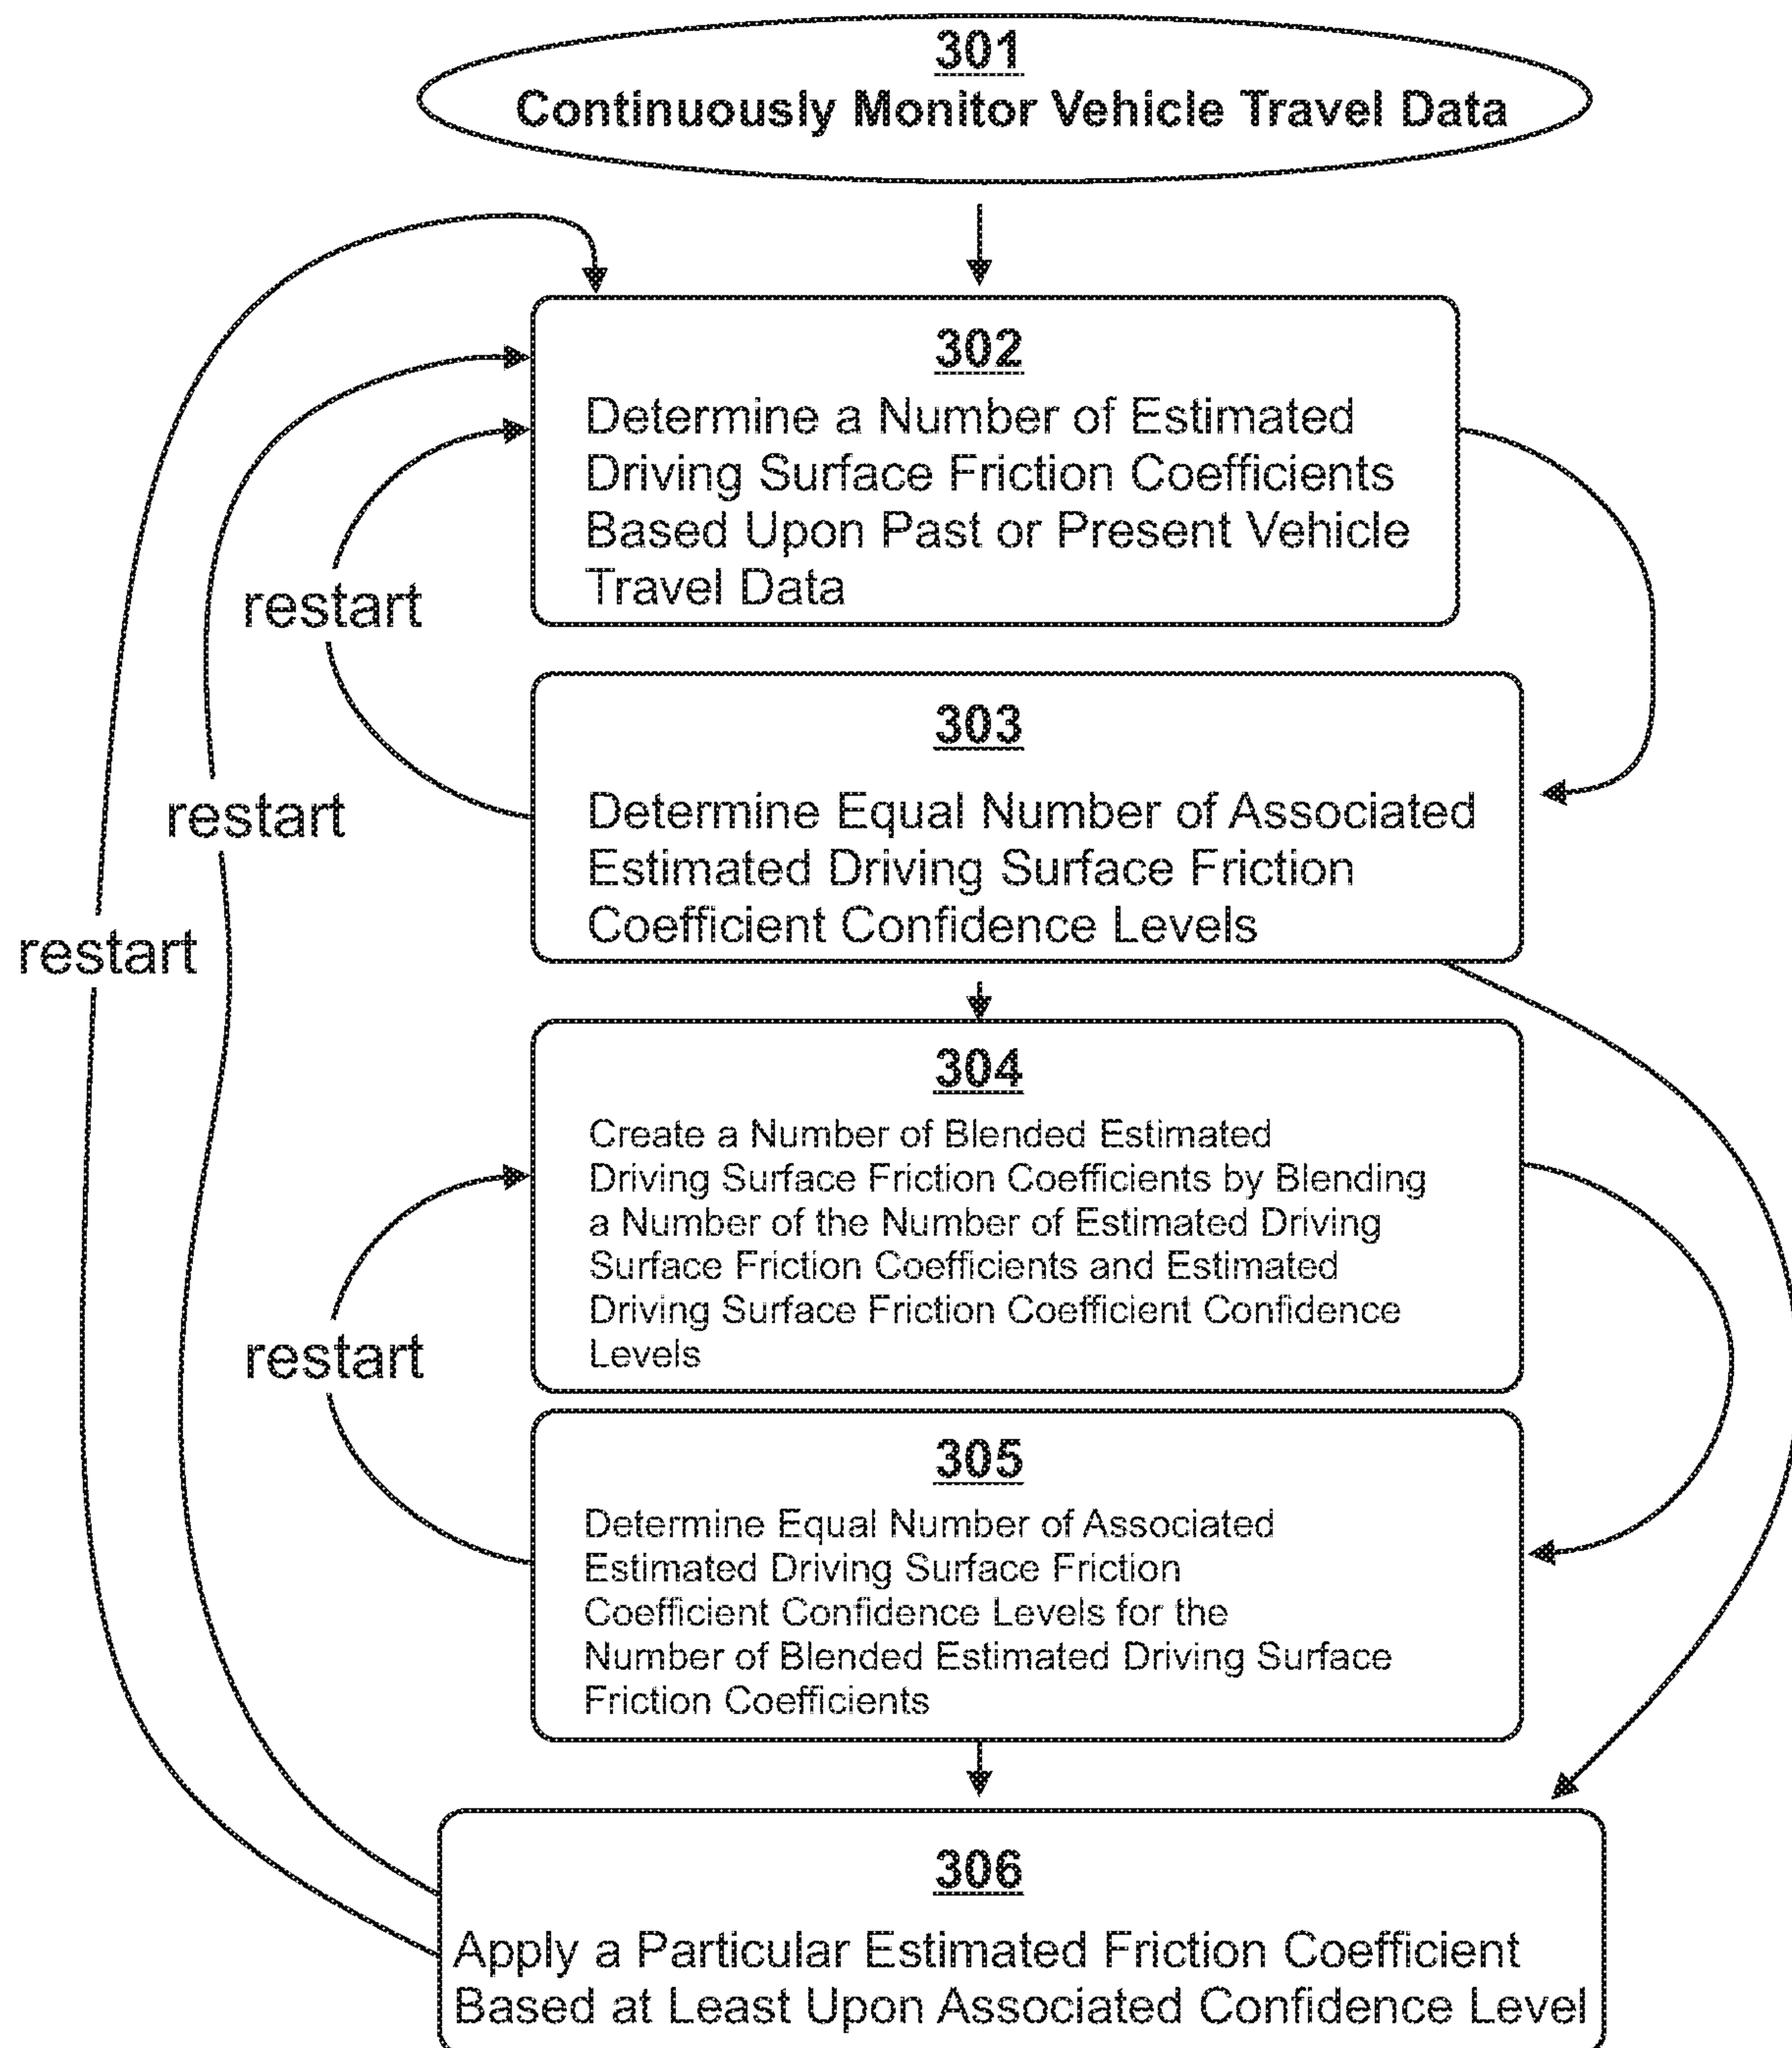 301
Continuously Monitor Vehicle Travel Data
302
Determine a Number of Estimated
Driving Surface Friction Coefficients
Based Upon Past or Present Vehicle
Travel Data
restart
303
Determine Equal Number of Associated
Estimated Driving Surface Friction
Coefficient Confidence Levels
restart
restart
304
Create a Number of Blended Estimated
Driving Surface Friction Coefficients by Blending
a Number of the Number of Estimated Driving
Surface Friction Coefficients and Estimated
Driving Surface Friction Coefficient Confidence
Levels
restart
305
Determine Equal Number of Associated
Estimated Driving Surface Friction
Coefficient Confidence Levels for the
Number of Blended Estimated Driving Surface
Friction Coefficients
306
Apply a Particular Estimated Friction Coefficient
Based at Least Upon Associated Confidence Level